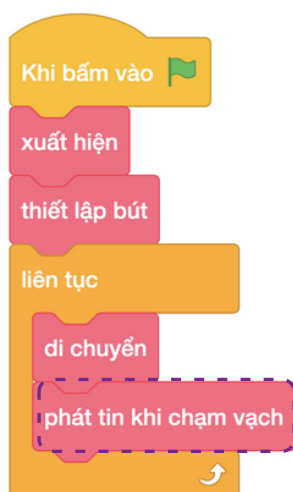 Khi bấm vào
xuất hiện
thiết lập bút
liên tục
di chuyển
phát tin khi chạm vạch